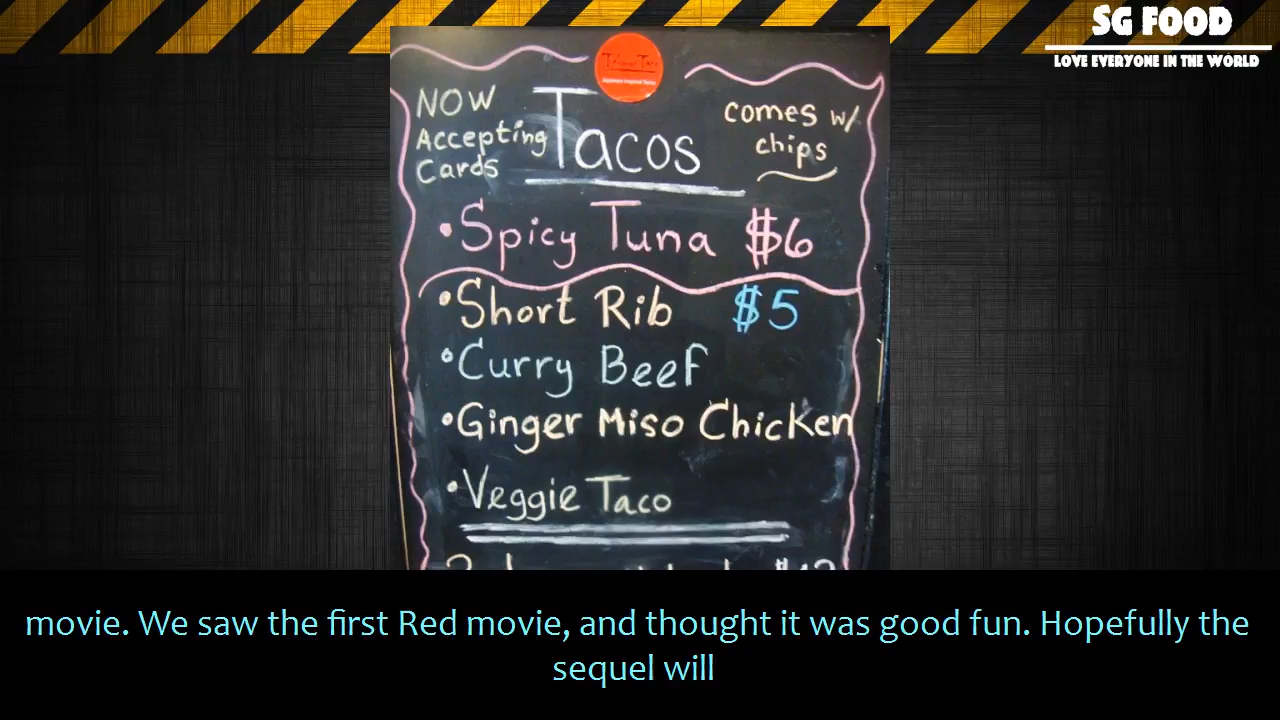 SG FOOD
LOVE EVERYONE IN THE WORLD
NOW
Accepting
Cards
Tacos
comes w/
chips
• Spicy Tuna $6
• Short Rib $5
• Curry Beef
• Ginger Miso Chicken
• Veggie Taco
movie. We saw the first Red movie, and thought it was good fun. Hopefully the
sequel will